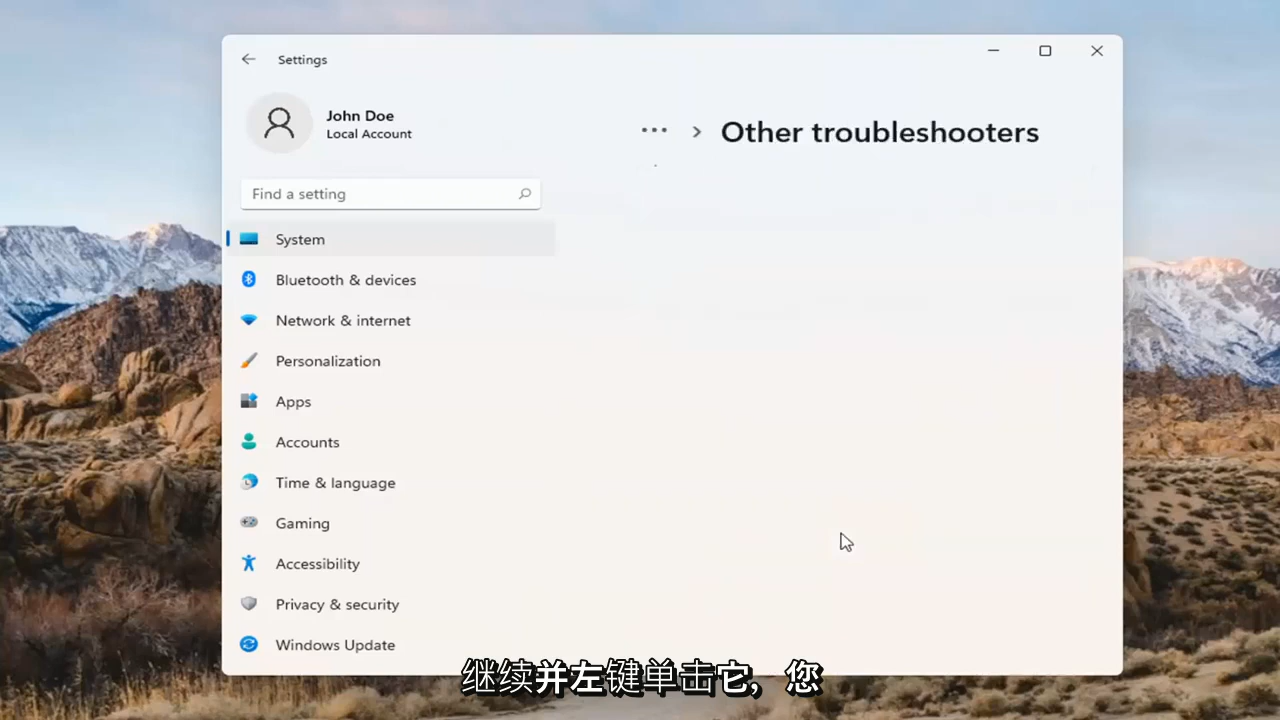 Settings
John Doe
Local Account
Other troubleshooters
Find a setting
System
Bluetooth & devices
Network & internet
Personalization
Apps
Accounts
Time & language
Gaming
Accessibility
Privacy & security
Windows Update
继续并左键单击它, 您